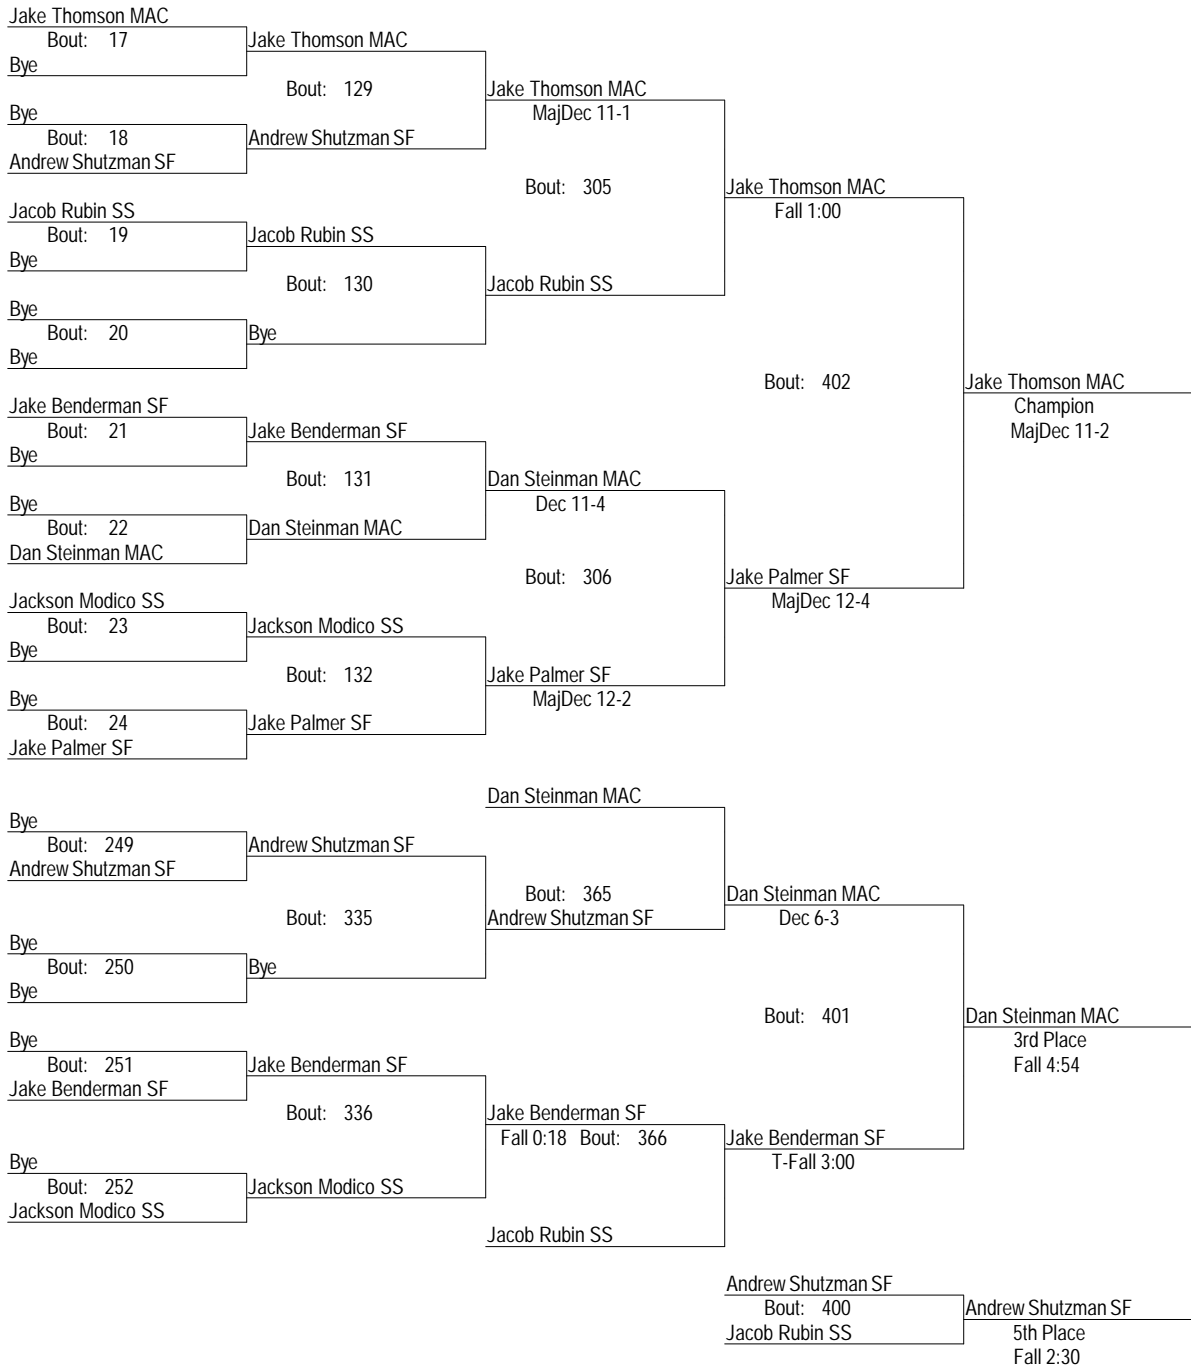 Jake Thomson MAC
Bout: 17 Jake Thomson MAC
Bye
Bout: 129 Jake Thomson MAC
Bye MajDec 11-1
Bout: 18 Andrew Shutzman SF
Andrew Shutzman SF
Bout: 305 Jake Thomson MAC
Jacob Rubin SS Fall 1:00
Bout: 19 Jacob Rubin SS
Bye
Bout: 130 Jacob Rubin SS
Bye
Bout: 20 Bye
Bye
Bout: 402 Jake Thomson MAC
Jake Benderman SF Champion
Bout: 21 Jake Benderman SF MajDec 11-2
Bye
Bout: 131 Dan Steinman MAC
Bye Dec 11-4
Bout: 22 Dan Steinman MAC
Dan Steinman MAC
Bout: 306 Jake Palmer SF
Jackson Modico SS MajDec 12-4
Bout: 23 Jackson Modico SS
Bye
Bout: 132 Jake Palmer SF
Bye MajDec 12-2
Bout: 24 Jake Palmer SF
Jake Palmer SF
Dan Steinman MAC
Bye
Bout: 249 Andrew Shutzman SF
Andrew Shutzman SF
Bout: 365 Dan Steinman MAC
Bout: 335 Andrew Shutzman SF Dec 6-3
Bye
Bout: 250 Bye
Bye
Bout: 401 Dan Steinman MAC
Bye 3rd Place
Bout: 251 Jake Benderman SF Fall 4:54
Jake Benderman SF
Bout: 336 Jake Benderman SF
Fall 0:18 Bout: 366 Jake Benderman SF
Bye T-Fall 3:00
Bout: 252 Jackson Modico SS
Jackson Modico SS
Jacob Rubin SS
Andrew Shutzman SF
Bout: 400 Andrew Shutzman SF
Jacob Rubin SS 5th Place
Fall 2:30